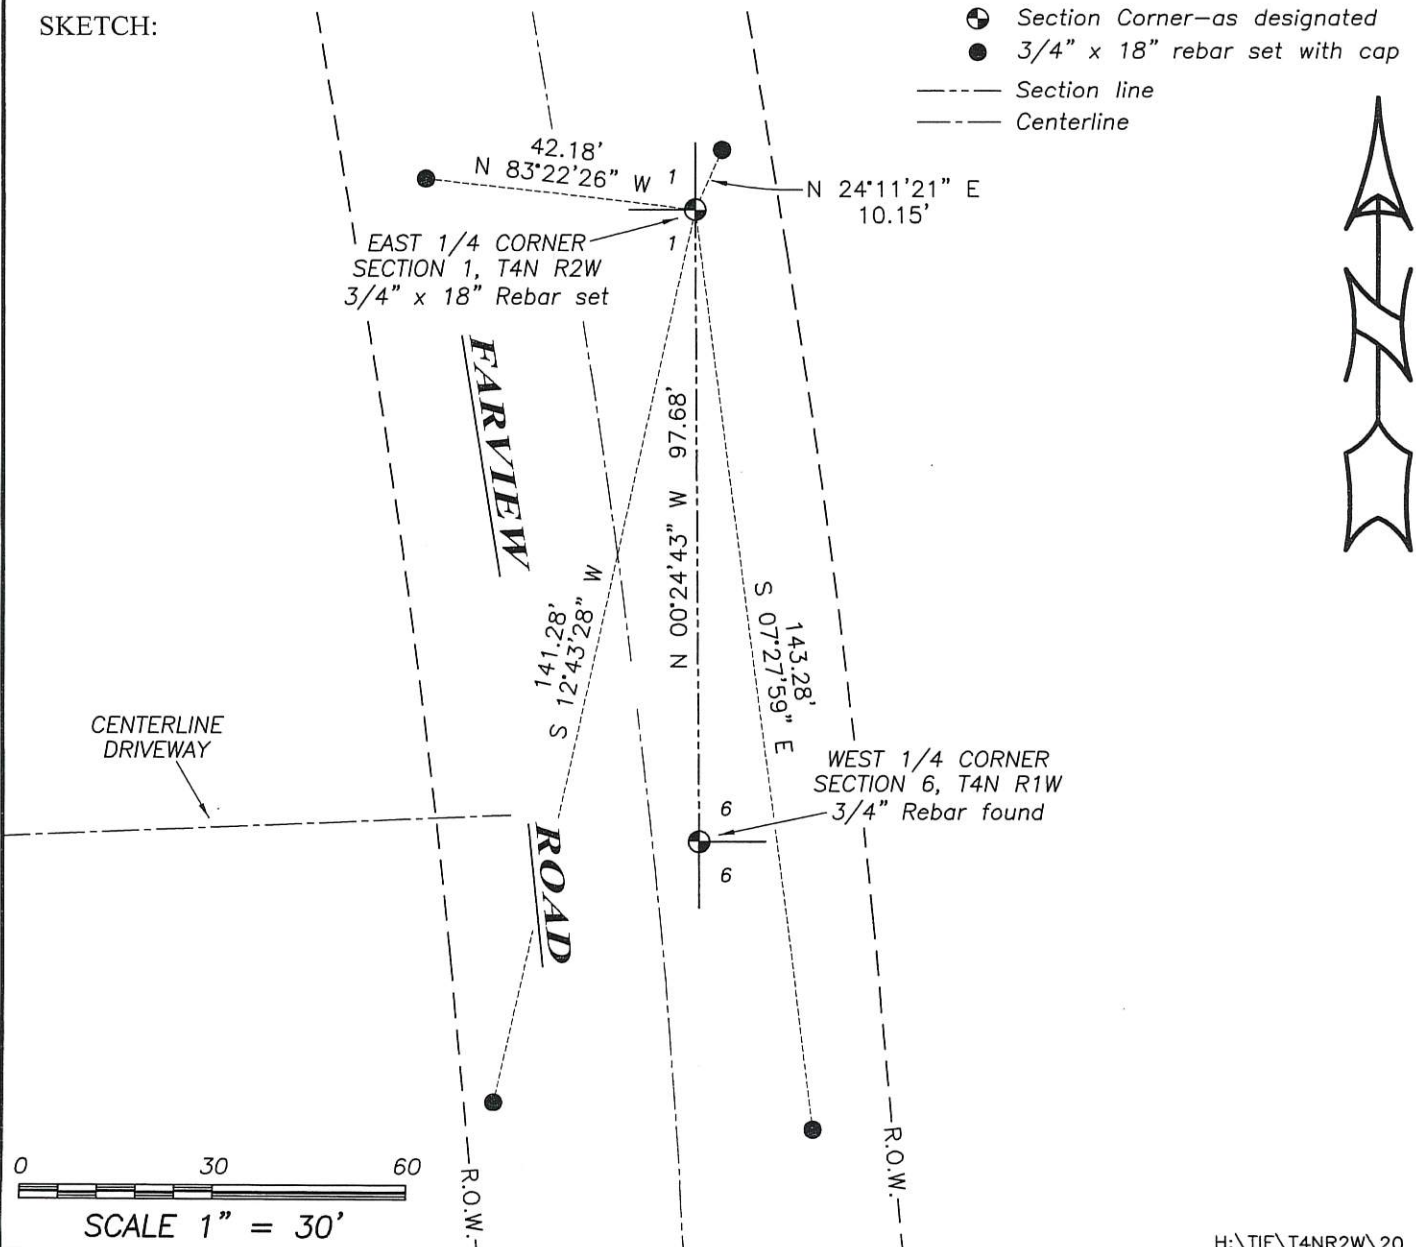 SKETCH:
Section Corner-as designated
3/4" x 18" rebar set with cap
Section line
Centerline
42.18'
N 83°22'26" W
1
N 24°11'21" E
10.15'
1
EAST 1/4 CORNER
SECTION 1, T4N R2W
3/4" x 18" Rebar set
FARVIEW
N 00°24'43" W 97.68'
N
141.28'
S 12°43'28" W
143.28'
S 07°27'59" E
CENTERLINE
DRIVEWAY
WEST 1/4 CORNER
SECTION 6, T4N R1W
3/4" Rebar found
6
6
ROAD
R.O.W.
R.O.W.
0 30 60
SCALE 1" = 30'
H:\TIF\T4NR2W\20